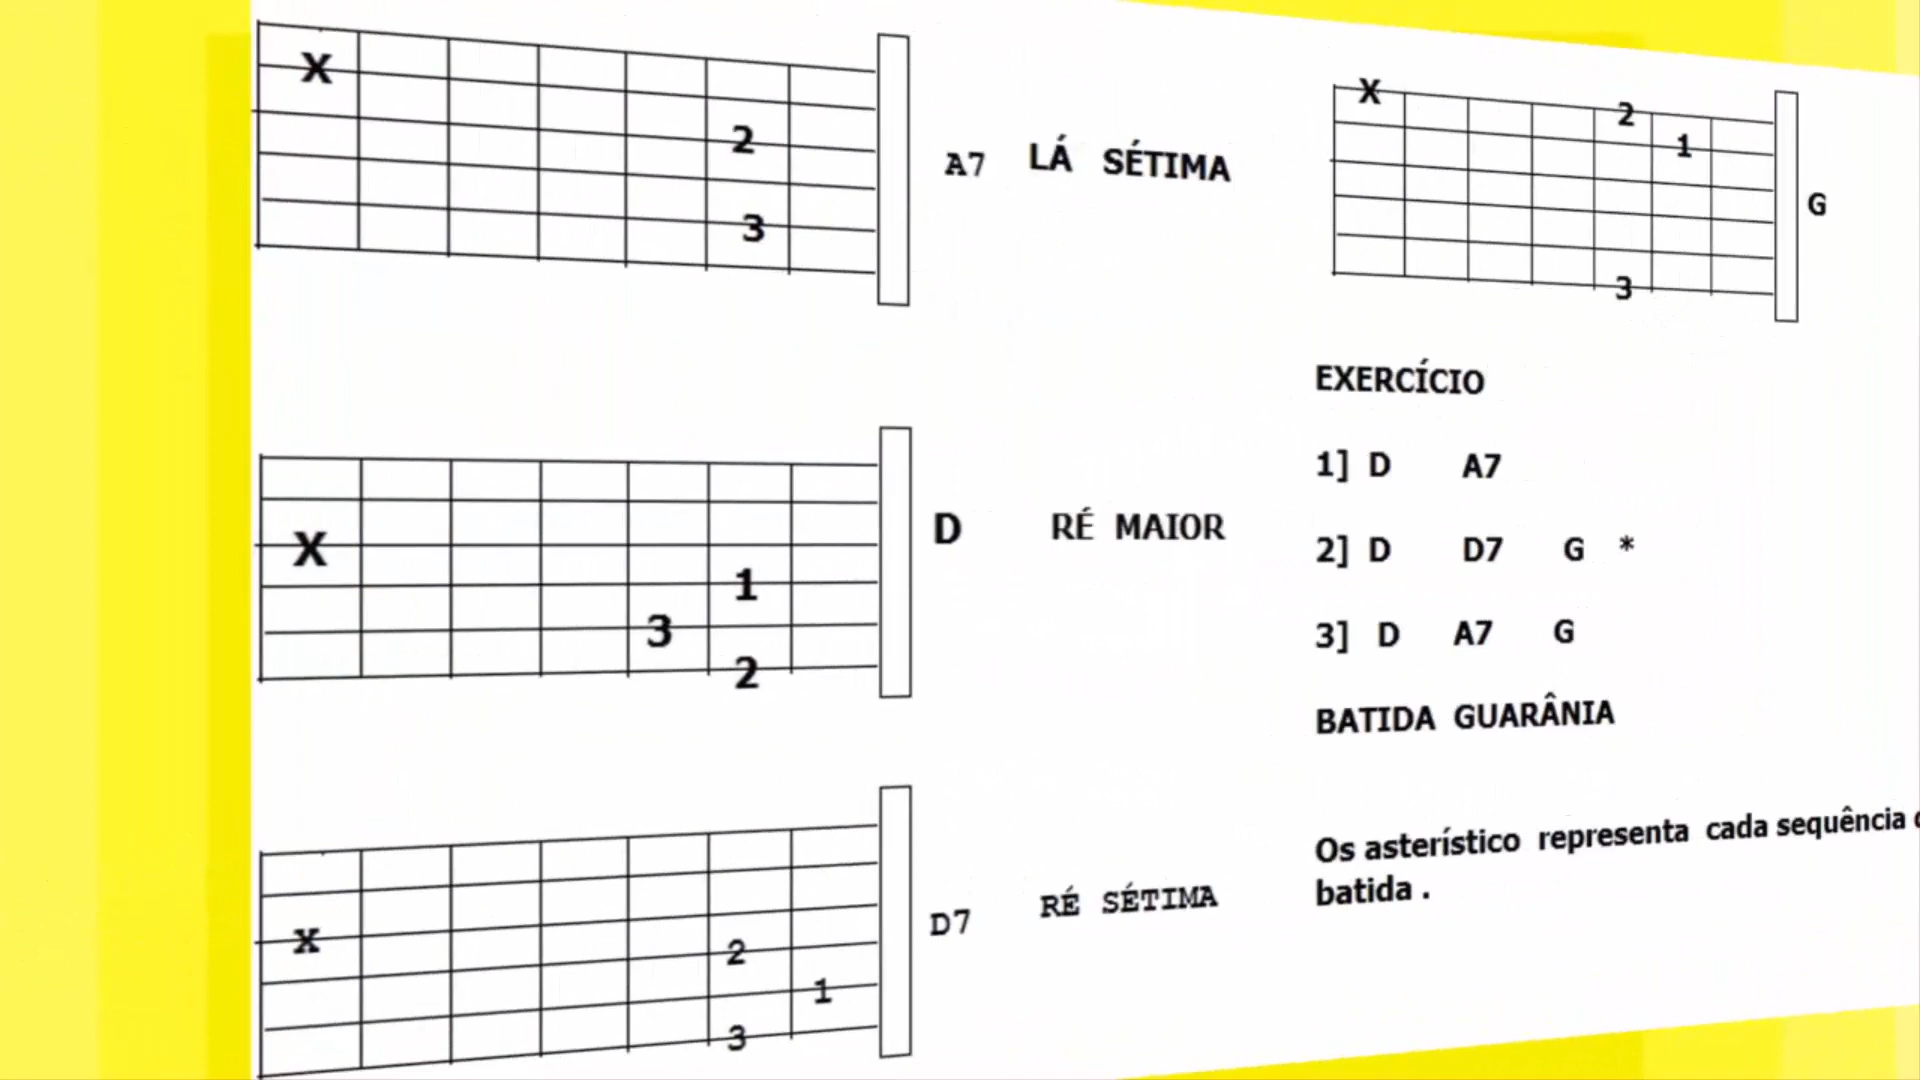 X
2
3
A7 LÁ SÉTIMA
X
1
3
2
D RÉ MAIOR
x
2
1
3
D7 RÉ SÉTIMA
X
2
1
3
G
EXERCÍCIO
1] D A7
2] D D7 G *
3] D A7 G
BATIDA GUARÂNIA
Os asterístico representa cada sequência
batida .